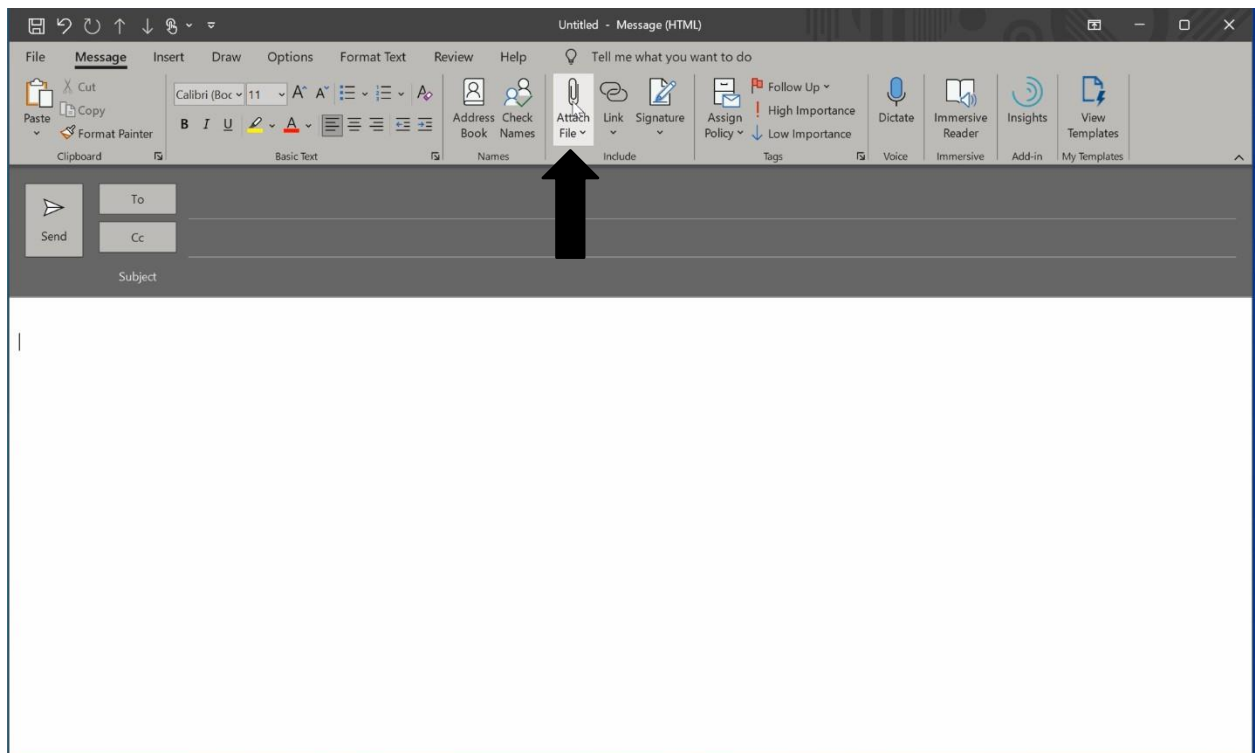 Untitled - Message (HTML)
File Message Insert Draw Options Format Text Review Help Tell me what you want to do
Paste
Cut
Copy
Format Painter
Clipboard
Calibri (Boc 11
B I U
Basic Text
Address Book
Check Names
Names
Attach File
Link
Signature
Include
Assign Policy
Follow Up
High Importance
Low Importance
Tags
Dictate
Voice
Immersive Reader
Immersive
Insights
Add-in
View Templates
My Templates
Send
To
Cc
Subject